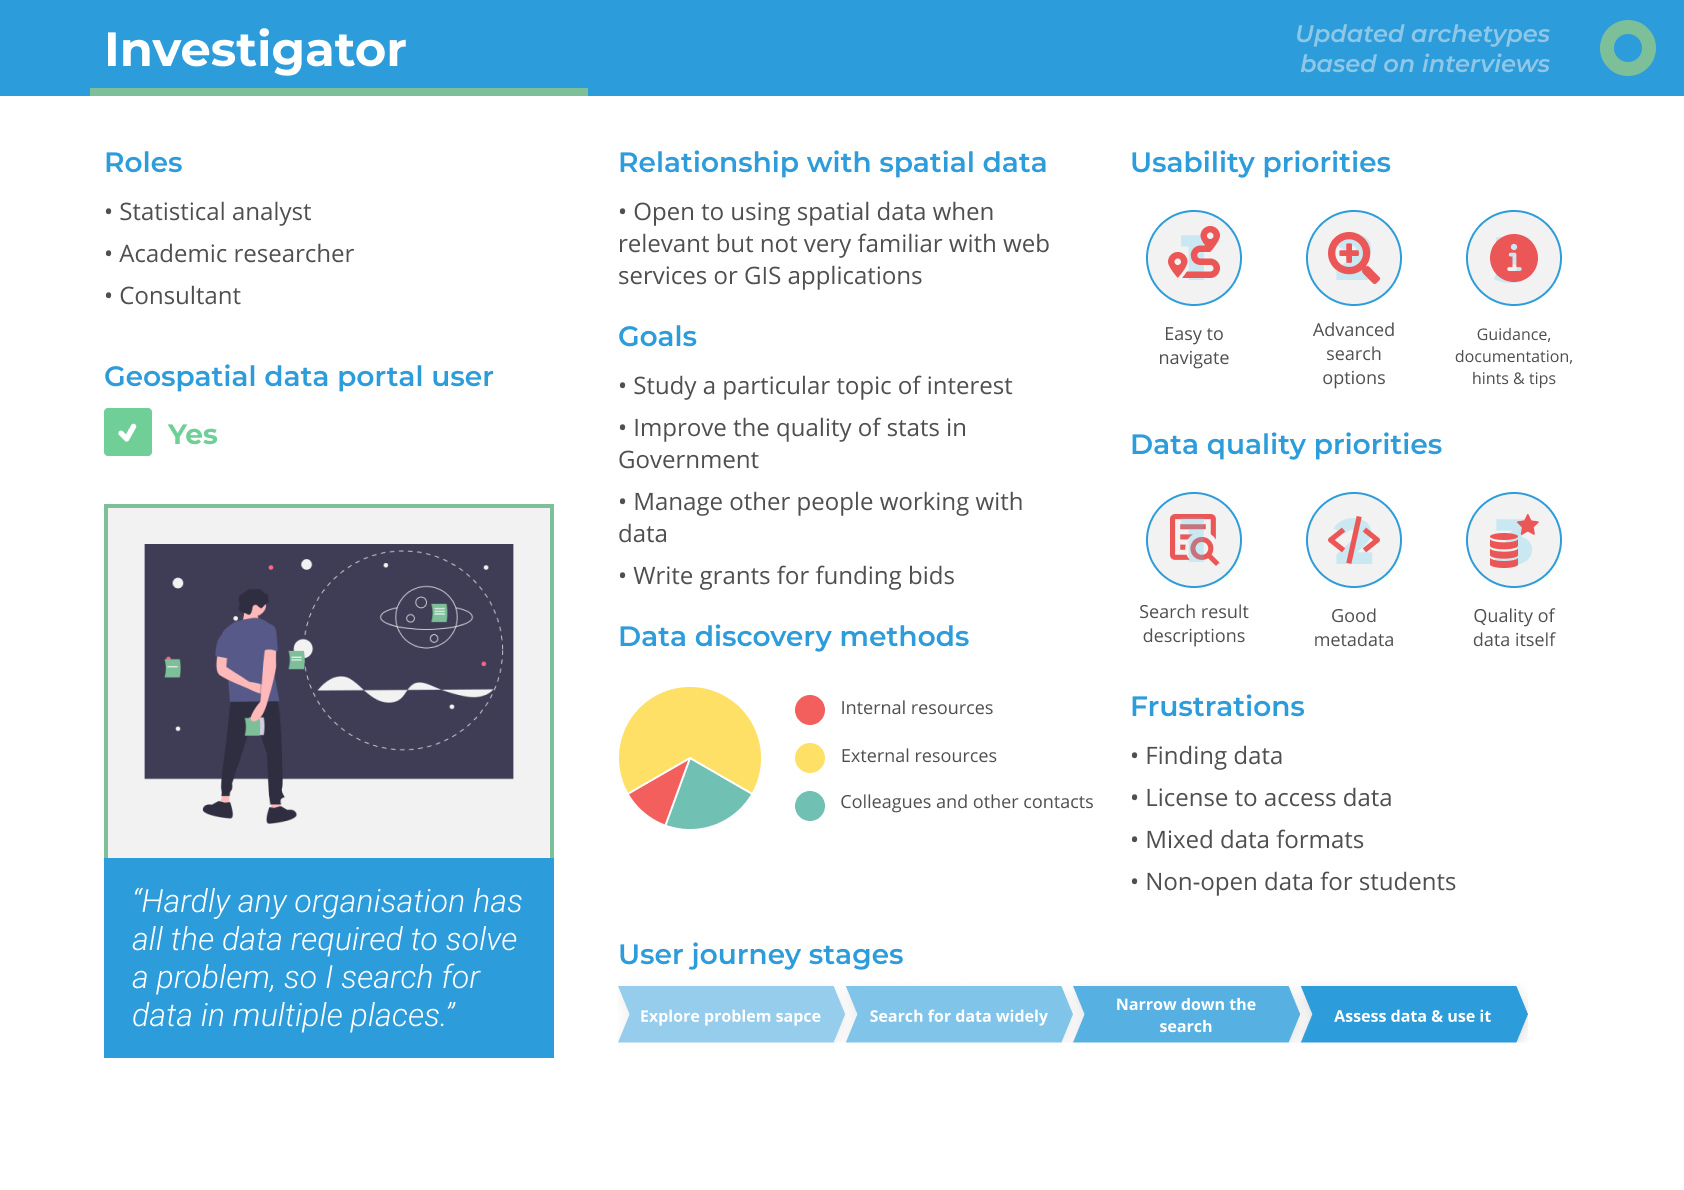 Investigator
Updated archetypes
based on interviews
Roles
• Statistical analyst
• Academic researcher
• Consultant
Geospatial data portal user
Yes
“Hardly any organisation has
all the data required to solve
a problem, so I search for
data in multiple places.”
Relationship with spatial data
• Open to using spatial data when
relevant but not very familiar with web
services or GIS applications
Goals
• Study a particular topic of interest
• Improve the quality of stats in
Government
• Manage other people working with
data
• Write grants for funding bids
Data discovery methods
Internal resources
External resources
Colleagues and other contacts
Usability priorities
Easy to
navigate
Advanced
search
options
Guidance,
documentation,
hints & tips
Data quality priorities
Search result
descriptions
Good
metadata
Quality of
data itself
Frustrations
• Finding data
• License to access data
• Mixed data formats
• Non-open data for students
User journey stages
Explore problem sapce
Search for data widely
Narrow down the
search
Assess data & use it